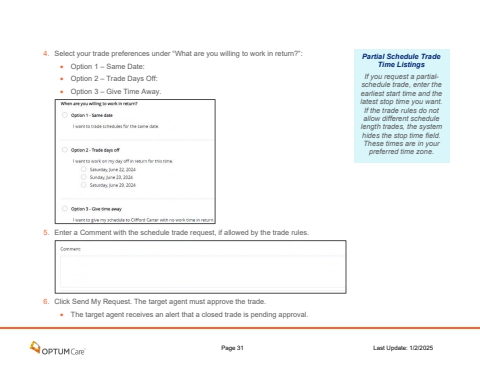 4. Select your trade preferences under “What are you willing to work in return?”:
• Option 1 – Same Date:
• Option 2 – Trade Days Off:
• Option 3 – Give Time Away.
When are you willing to work in return?
Option 1 - Same date
I want to trade schedules for the same date.
Option 2 - Trade days off
I want to work on my day off in return for this time.
Saturday, June 22, 2024
Sunday, June 23, 2024
Saturday, June 29, 2024
Option 3 - Give time away
I want to give my schedule to Clifford Carter with no work time in return
5. Enter a Comment with the schedule trade request, if allowed by the trade rules.
Comment:
6. Click Send My Request. The target agent must approve the trade.
• The target agent receives an alert that a closed trade is pending approval.
Partial Schedule Trade
Time Listings
If you request a partial-
schedule trade, enter the
earliest start time and the
latest stop time you want.
If the trade rules do not
allow different schedule
length trades, the system
hides the stop time field.
These times are in your
preferred time zone.
OPTUMCare
Page 31
Last Update: 1/2/2025